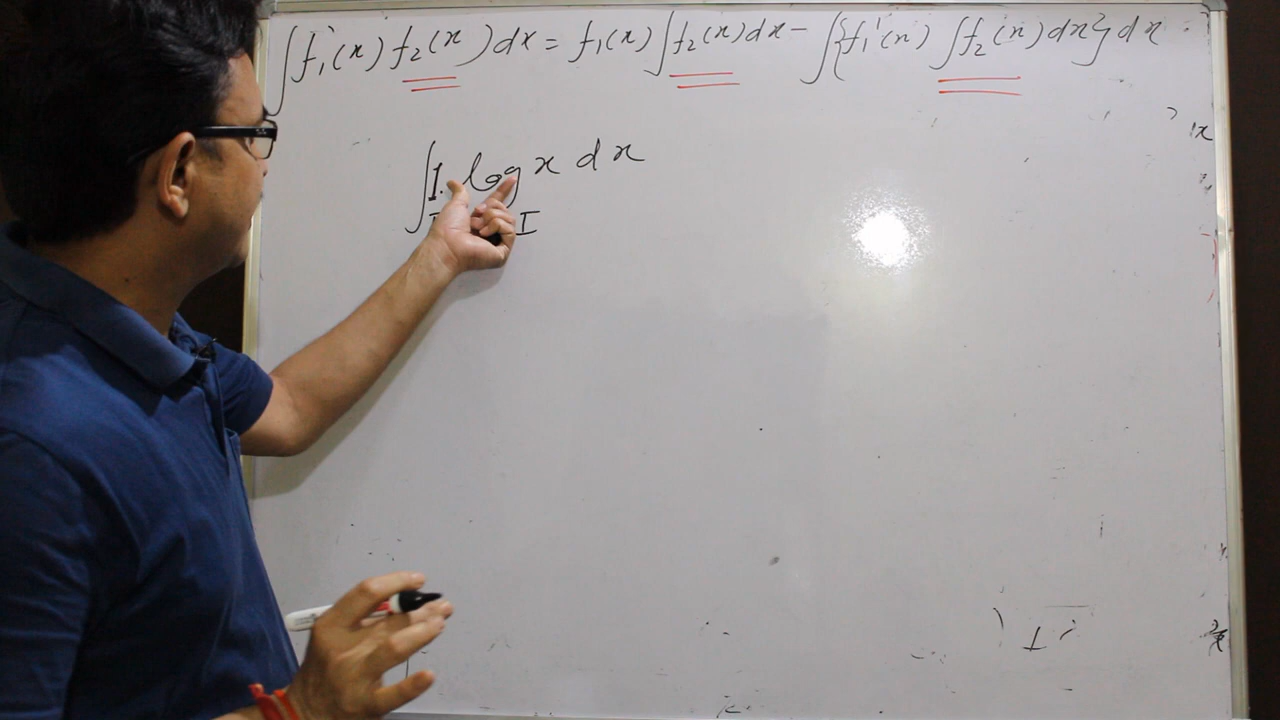 ∫f₁(x) f₂(x) dx = f₁(x) ∫f₂(x) dx − ∫{f₁'(x) ∫f₂(x) dx} dx
∫1. log x dx
I I